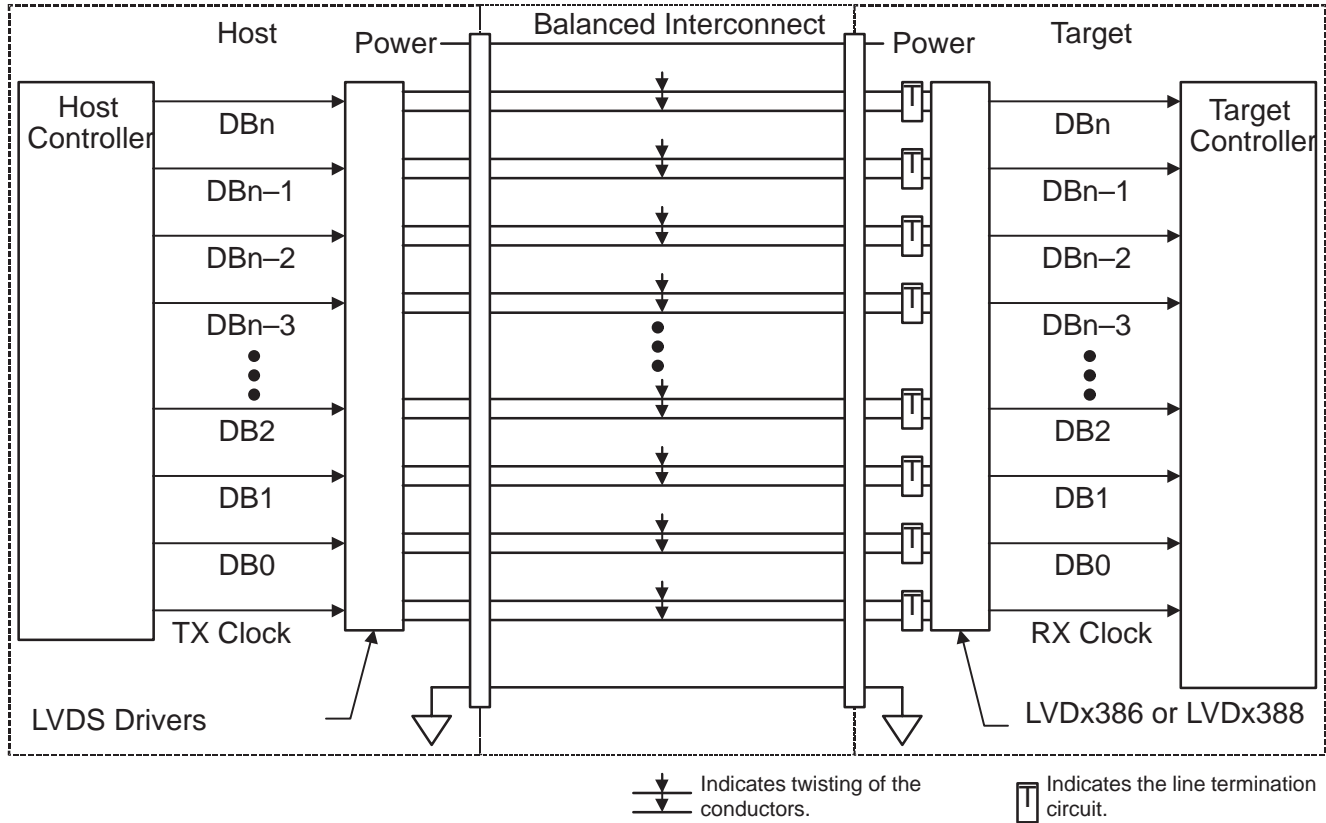 Host
Power
Balanced Interconnect
Power
Target
Host
Controller
Target
Controller
DBn
DBn
DBn–1
DBn–1
DBn–2
DBn–2
DBn–3
DBn–3
DB2
DB2
DB1
DB1
DB0
DB0
TX Clock
RX Clock
LVDS Drivers
LVDx386 or LVDx388
T
T
T
T
T
T
T
T
Indicates twisting of the
conductors.
T
Indicates the line termination
circuit.